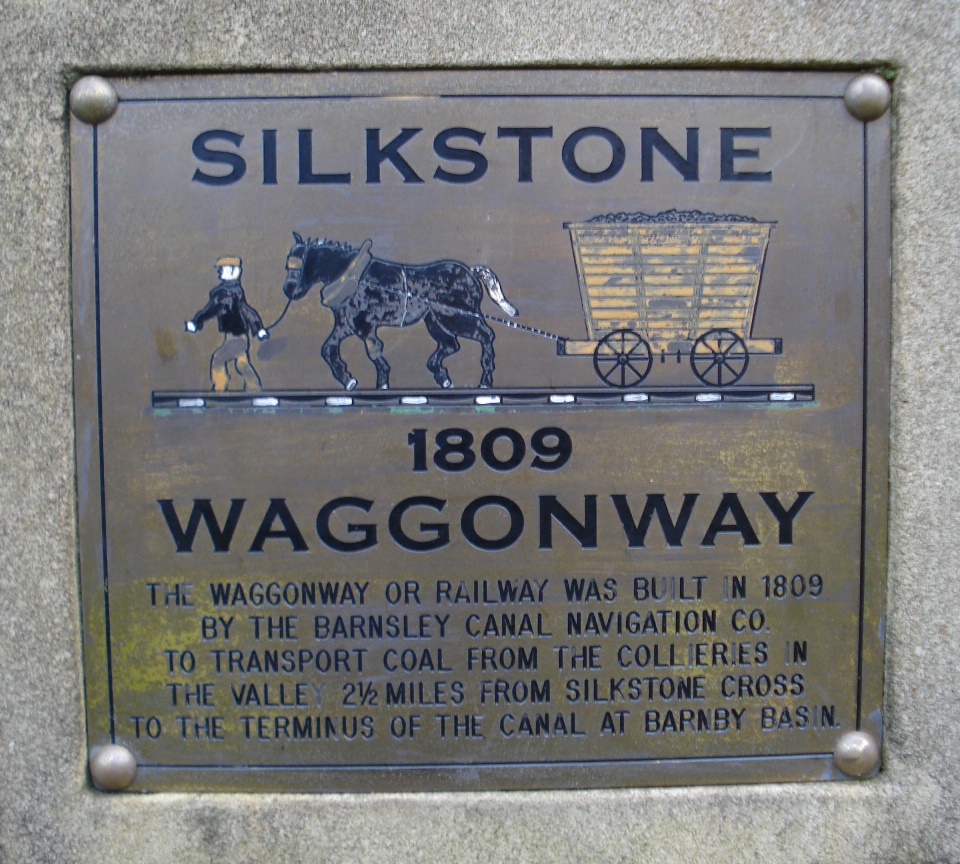 SILKSTONE
1809
WAGGONWAY
THE WAGGONWAY OR RAILWAY WAS BUILT IN 1809
BY THE BARNSLEY CANAL NAVIGATION CO.
TO TRANSPORT COAL FROM THE COLLIERIES IN
THE VALLEY 2½ MILES FROM SILKSTONE CROSS
TO THE TERMINUS OF THE CANAL AT BARNBY BASIN.